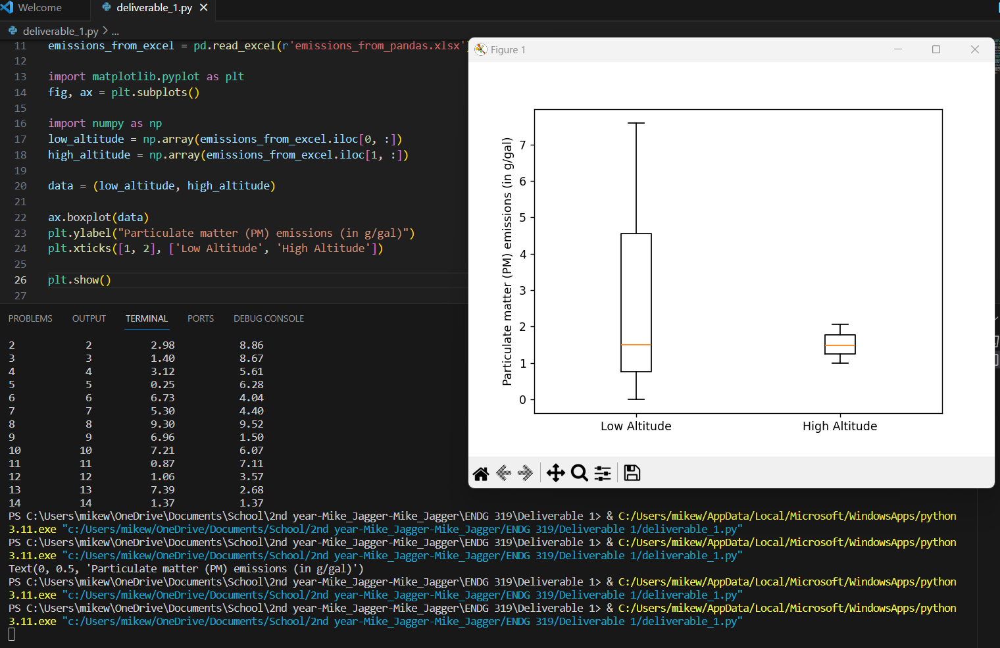 Welcome
deliverable_1.py ×
deliverable_1.py > ...
11 emissions_from_excel = pd.read_excel(r'emissions_from_pandas.xlsx')
12
13 import matplotlib.pyplot as plt
14 fig, ax = plt.subplots()
15
16 import numpy as np
17 low_altitude = np.array(emissions_from_excel.iloc[0, :])
18 high_altitude = np.array(emissions_from_excel.iloc[1, :])
19
20 data = (low_altitude, high_altitude)
21
22 ax.boxplot(data)
23 plt.ylabel("Particulate matter (PM) emissions (in g/gal)")
24 plt.xticks([1, 2], ['Low Altitude', 'High Altitude'])
25
26 plt.show()
27
Figure 1
Particulate matter (PM) emissions (in g/gal)
7
6
5
4
3
2
1
0
Low Altitude
High Altitude
PROBLEMS OUTPUT TERMINAL PORTS DEBUG CONSOLE
2 2 2.98 8.86
3 3 1.40 8.67
4 4 3.12 5.61
5 5 0.25 6.28
6 6 6.73 4.04
7 7 5.30 4.40
8 8 9.30 9.52
9 9 6.96 1.50
10 10 7.21 6.07
11 11 0.87 7.11
12 12 1.06 3.57
13 13 7.39 2.68
14 14 1.37 1.37
PS C:\Users\mikew\OneDrive\Documents\School\2nd year-Mike_Jagger-Mike_Jagger\ENDG 319\Deliverable 1> & C:/Users/mikew/AppData/Local/Microsoft/WindowsApps/python
3.11.exe "c:/Users/mikew/OneDrive/Documents/School/2nd year-Mike_Jagger-Mike_Jagger/ENDG 319/Deliverable 1/deliverable_1.py"
PS C:\Users\mikew\OneDrive\Documents\School\2nd year-Mike_Jagger-Mike_Jagger\ENDG 319\Deliverable 1> & C:/Users/mikew/AppData/Local/Microsoft/WindowsApps/python
3.11.exe "c:/Users/mikew/OneDrive/Documents/School/2nd year-Mike_Jagger-Mike_Jagger/ENDG 319/Deliverable 1/deliverable_1.py"
Text(0, 0.5, 'Particulate matter (PM) emissions (in g/gal)')
PS C:\Users\mikew\OneDrive\Documents\School\2nd year-Mike_Jagger-Mike_Jagger\ENDG 319\Deliverable 1> & C:/Users/mikew/AppData/Local/Microsoft/WindowsApps/python
3.11.exe "c:/Users/mikew/OneDrive/Documents/School/2nd year-Mike_Jagger-Mike_Jagger/ENDG 319/Deliverable 1/deliverable_1.py"
PS C:\Users\mikew\OneDrive\Documents\School\2nd year-Mike_Jagger-Mike_Jagger\ENDG 319\Deliverable 1> & C:/Users/mikew/AppData/Local/Microsoft/WindowsApps/python
3.11.exe "c:/Users/mikew/OneDrive/Documents/School/2nd year-Mike_Jagger-Mike_Jagger/ENDG 319/Deliverable 1/deliverable_1.py"